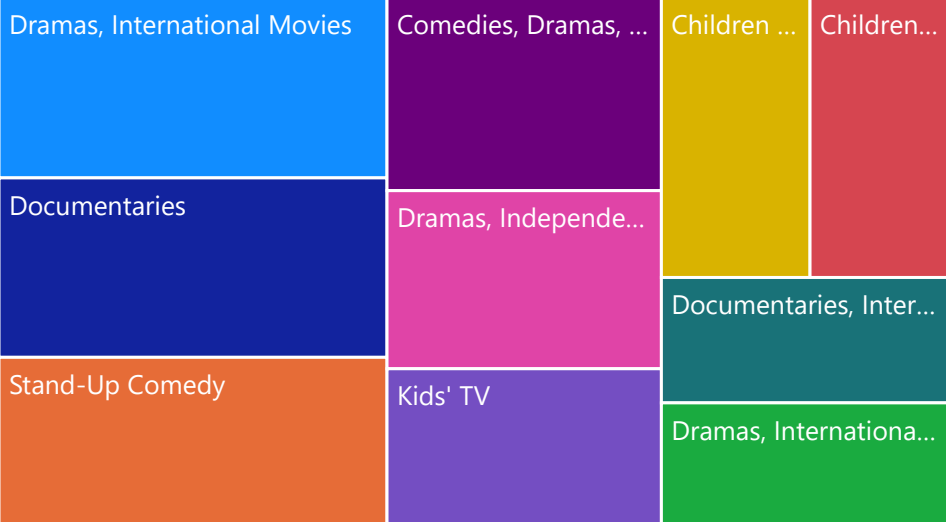 Dramas, International Movies
Documentaries
Stand-Up Comedy
Comedies, Dramas, ...
Dramas, Independe...
Kids' TV
Children ...
Children...
Documentaries, Inter...
Dramas, Internationa...